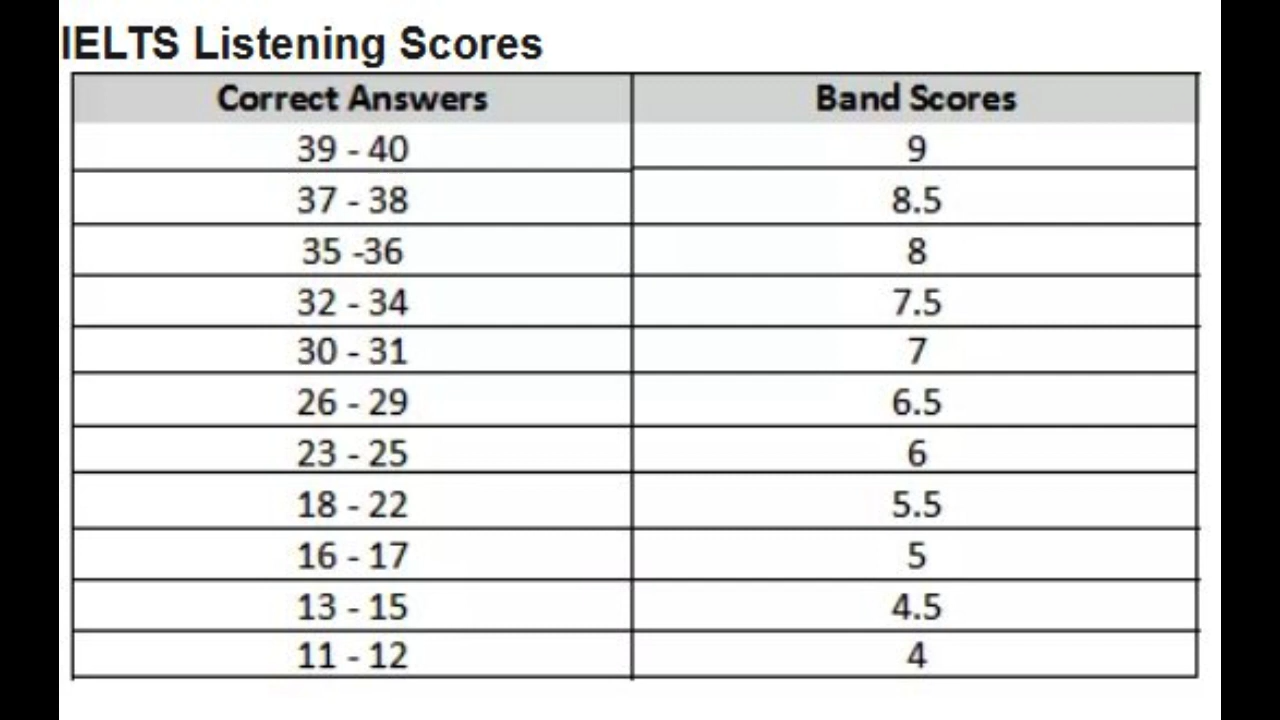 IELTS Listening Scores
Correct Answers Band Scores
39 - 40 9
37 - 38 8.5
35 -36 8
32 - 34 7.5
30 - 31 7
26 - 29 6.5
23 - 25 6
18 - 22 5.5
16 - 17 5
13 - 15 4.5
11 - 12 4